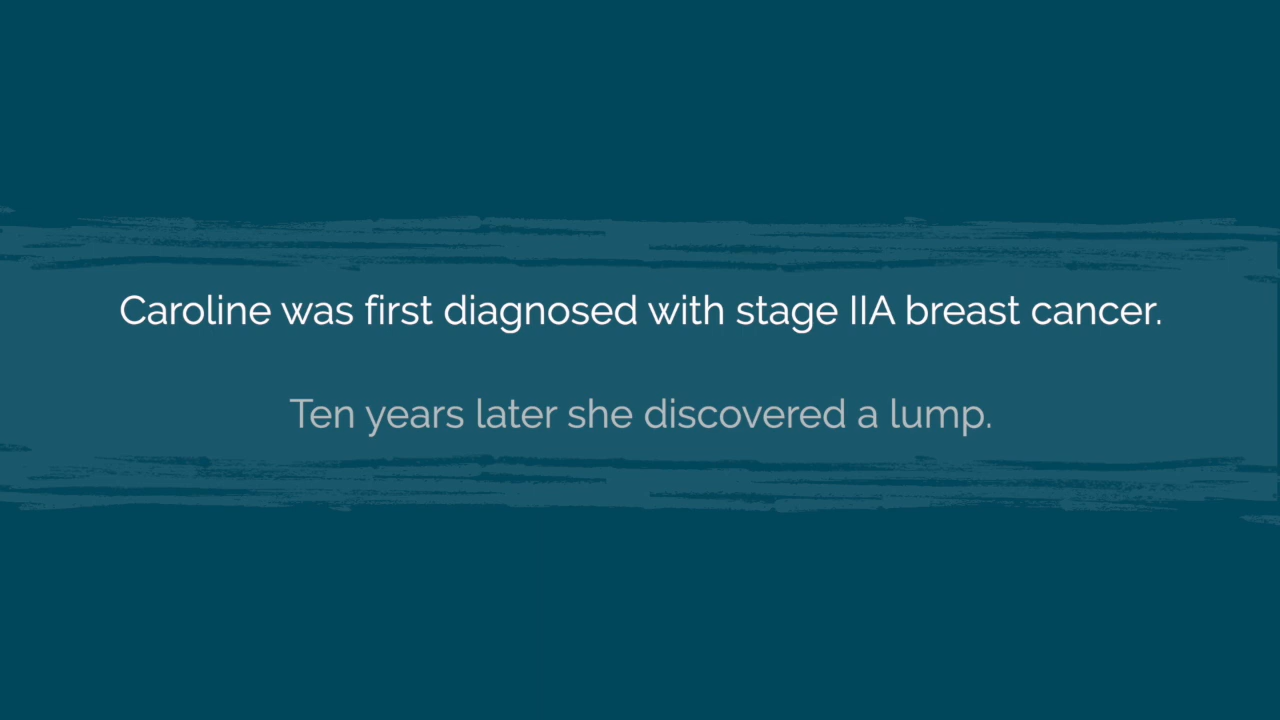 Caroline was first diagnosed with stage IIA breast cancer.
Ten years later she discovered a lump.